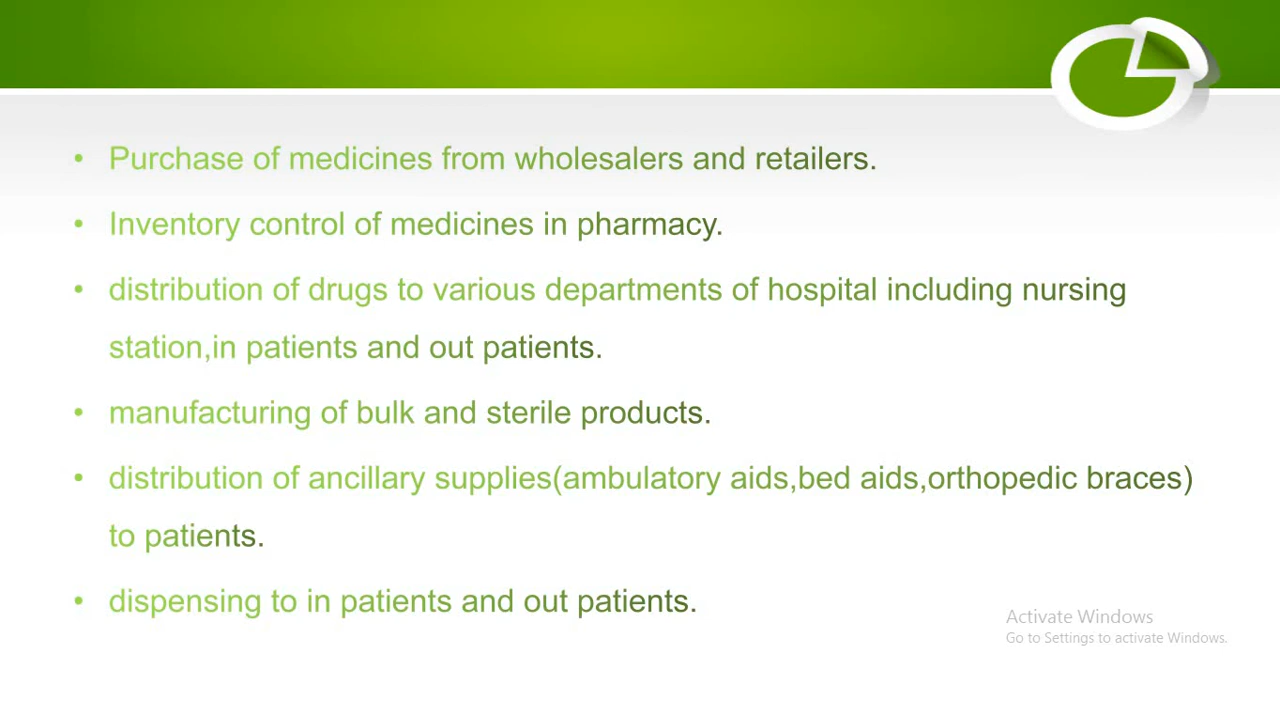 • Purchase of medicines from wholesalers and retailers.
• Inventory control of medicines in pharmacy.
• distribution of drugs to various departments of hospital including nursing
station,in patients and out patients.
• manufacturing of bulk and sterile products.
• distribution of ancillary supplies(ambulatory aids,bed aids,orthopedic braces)
to patients.
• dispensing to in patients and out patients.
Activate Windows
Go to Settings to activate Windows.